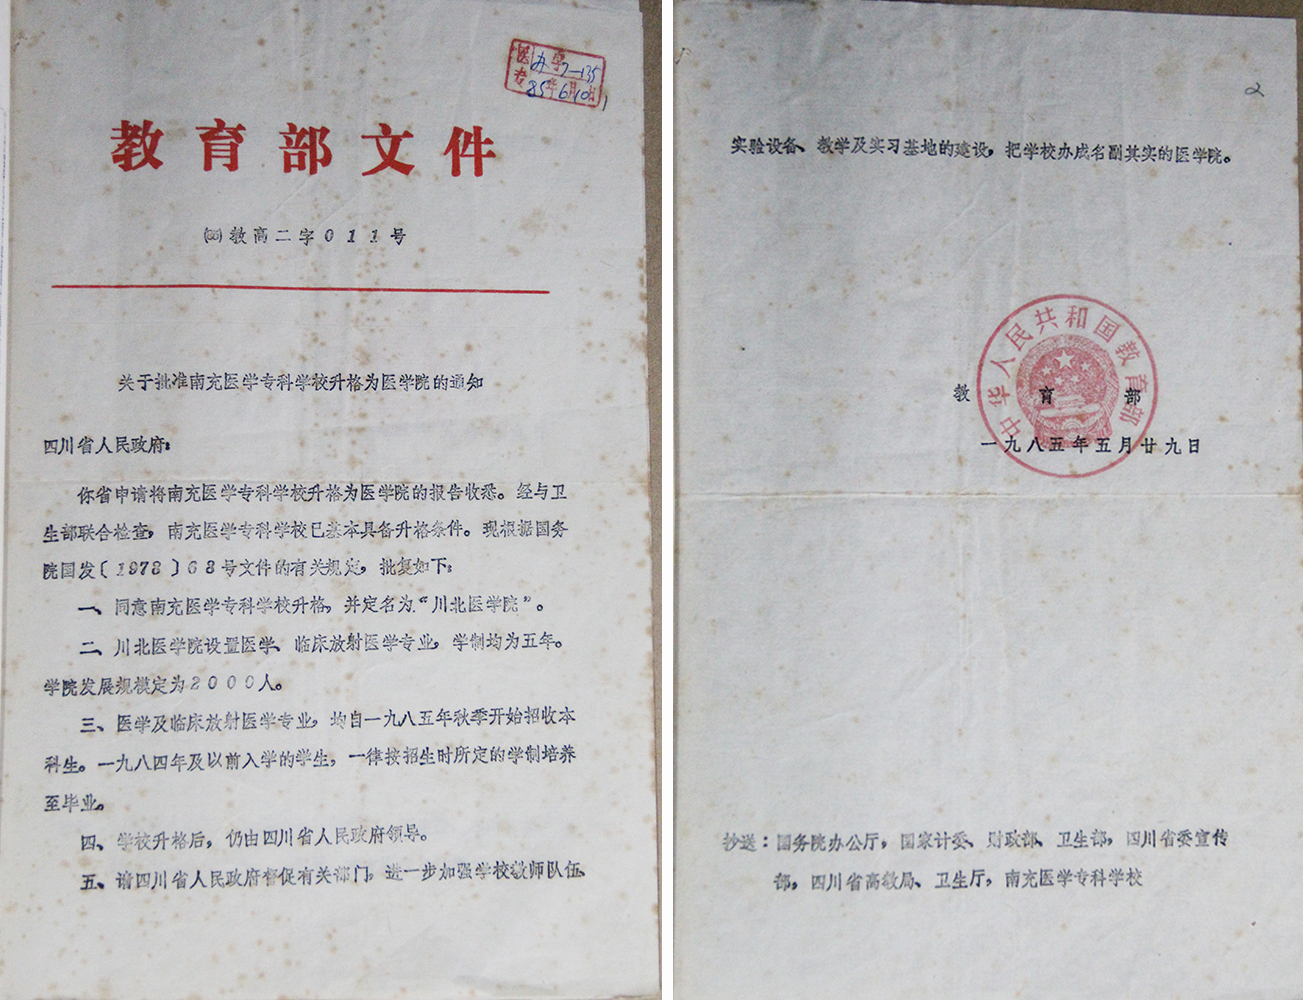 医 办 字7—135
专 85年6月10日
教育部文件
教高二字011号
关于批准南充医学专科学校升格为医学院的通知
四川省人民政府：
你省申请将南充医学专科学校升格为医学院的报告收悉。经与卫
生部联合检查，南充医学专科学校已基本具备升格条件。现根据国务
院国发〔1978〕68号文件的有关规定，批复如下：
一、同意南充医学专科学校升格，并定名为“川北医学院”。
二、川北医学院设置医学、临床放射医学专业，学制均为五年。
学院发展规模定为2000人。
三、医学及临床放射医学专业，均自一九八五年秋季开始招收本
科生。一九八四年及以前入学的学生，一律按招生时所定的学制培养
至毕业。
四、学校升格后，仍由四川省人民政府领导。
五、请四川省人民政府督促有关部门，进一步加强学校教师队伍、
2
实验设备、教学及实习基地的建设，把学校办成名副其实的医学院。
中华人民共和国教育部
教育部
一九八五年五月廿九日
抄送：国务院办公厅，国家计委、财政部、卫生部，四川省委宣传
部，四川省高教局、卫生厅，南充医学专科学校